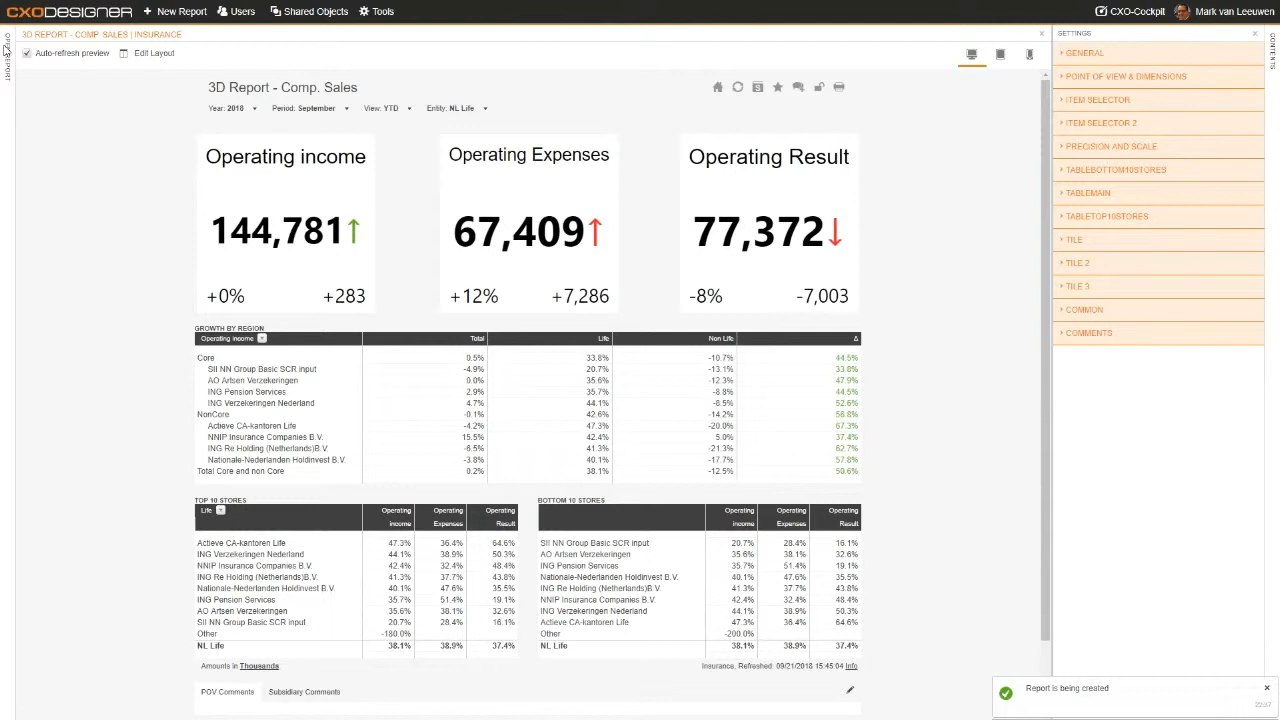 CXODESIGNER + New Report Users Shared Objects Tools CXO-Cockpit Mark van Leeuwen
3D REPORT - COMP. SALES | INSURANCE
Auto-refresh preview Edit Layout
3D Report - Comp. Sales
Year: 2018 Period: September View: YTD Entity: NL Life
Operating income Operating Expenses Operating Result
144,781↑ 67,409↑ 77,372↓
+0% +283 +12% +7,286 -8% -7,003
GROWTH BY REGION
Operating Income Total Life Non Life Δ
Core 0.5% 33.8% -10.7% 44.5%
SII NN Group Basic SCR input -4.9% 20.7% -13.1% 33.8%
AO Artsen Verzekeringen 0.0% 35.6% -12.3% 47.9%
ING Pension Services 2.9% 35.7% -8.8% 44.5%
ING Verzekeringen Nederland 4.7% 44.1% -8.5% 52.6%
NonCore -0.1% 42.6% -14.2% 56.8%
Actieve CA-kantoren Life -4.2% 47.3% -20.0% 67.3%
NNIP Insurance Companies B.V. 15.5% 42.4% 5.0% 37.4%
ING Re Holding (Netherlands)B.V. -6.5% 41.3% -21.3% 62.7%
Nationale-Nederlanden Holdinvest B.V. -3.8% 40.1% -17.7% 57.8%
Total Core and non Core 0.2% 38.1% -12.5% 50.6%
TOP 10 STORES
Life Operating income Operating Expenses Operating Result
Actieve CA-kantoren Life 47.3% 36.4% 64.6%
ING Verzekeringen Nederland 44.1% 38.9% 50.3%
NNIP Insurance Companies B.V. 42.4% 32.4% 48.4%
ING Re Holding (Netherlands)B.V. 41.3% 37.7% 43.8%
Nationale-Nederlanden Holdinvest B.V. 40.1% 47.6% 35.5%
ING Pension Services 35.7% 51.4% 19.1%
AO Artsen Verzekeringen 35.6% 38.1% 32.6%
SII NN Group Basic SCR input 20.7% 28.4% 16.1%
Other -180.0%
NL Life 38.1% 38.9% 37.4%
BOTTOM 10 STORES
Operating income Operating Expenses Operating Result
SII NN Group Basic SCR input 20.7% 28.4% 16.1%
AO Artsen Verzekeringen 35.6% 38.1% 32.6%
ING Pension Services 35.7% 51.4% 19.1%
Nationale-Nederlanden Holdinvest B.V. 40.1% 47.6% 35.5%
ING Re Holding (Netherlands)B.V. 41.3% 37.7% 43.8%
NNIP Insurance Companies B.V. 42.4% 32.4% 48.4%
ING Verzekeringen Nederland 44.1% 38.9% 50.3%
Actieve CA-kantoren Life 47.3% 36.4% 64.6%
Other -200.0%
NL Life 38.1% 38.9% 37.4%
Amounts in Thousands Insurance, Refreshed: 09/21/2018 15:45:04 Info
POV Comments Subsidiary Comments
SETTINGS
GENERAL
POINT OF VIEW & DIMENSIONS
ITEM SELECTOR
ITEM SELECTOR 2
PRECISION AND SCALE
TABLEBOTTOM10STORES
TABLEMAIN
TABLETOP10STORES
TILE
TILE 2
TILE 3
COMMON
COMMENTS
CONTENTS
Report is being created
22:37